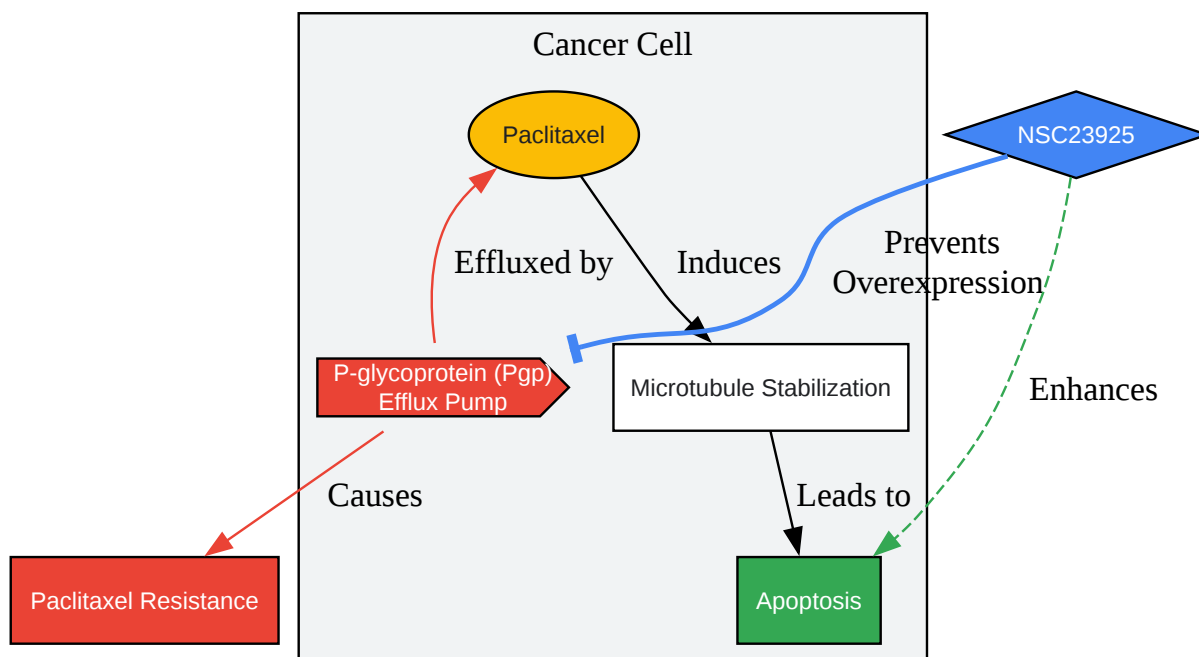 Cancer Cell
Paclitaxel
NSC23925
Effluxed by
Induces
Prevents
Overexpression
P-glycoprotein (Pgp)
Efflux Pump
Microtubule Stabilization
Enhances
Causes
Leads to
Paclitaxel Resistance
Apoptosis